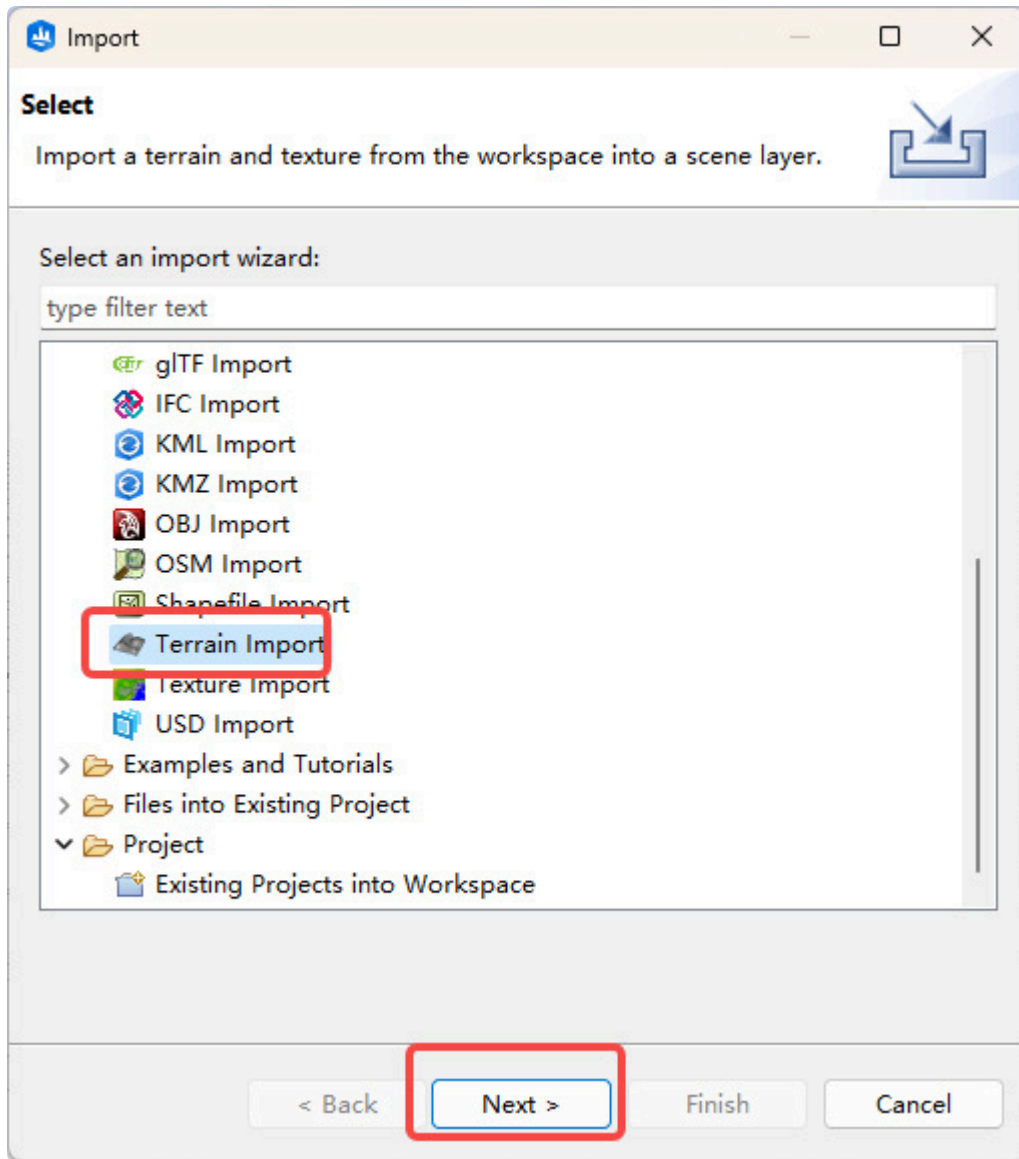 Import
Select
Import a terrain and texture from the workspace into a scene layer.
Select an import wizard:
type filter text
glTF Import
IFC Import
KML Import
KMZ Import
OBJ Import
OSM Import
Shapefile Import
Terrain Import
Texture Import
USD Import
Examples and Tutorials
Files into Existing Project
Project
Existing Projects into Workspace
< Back
Next >
Finish
Cancel